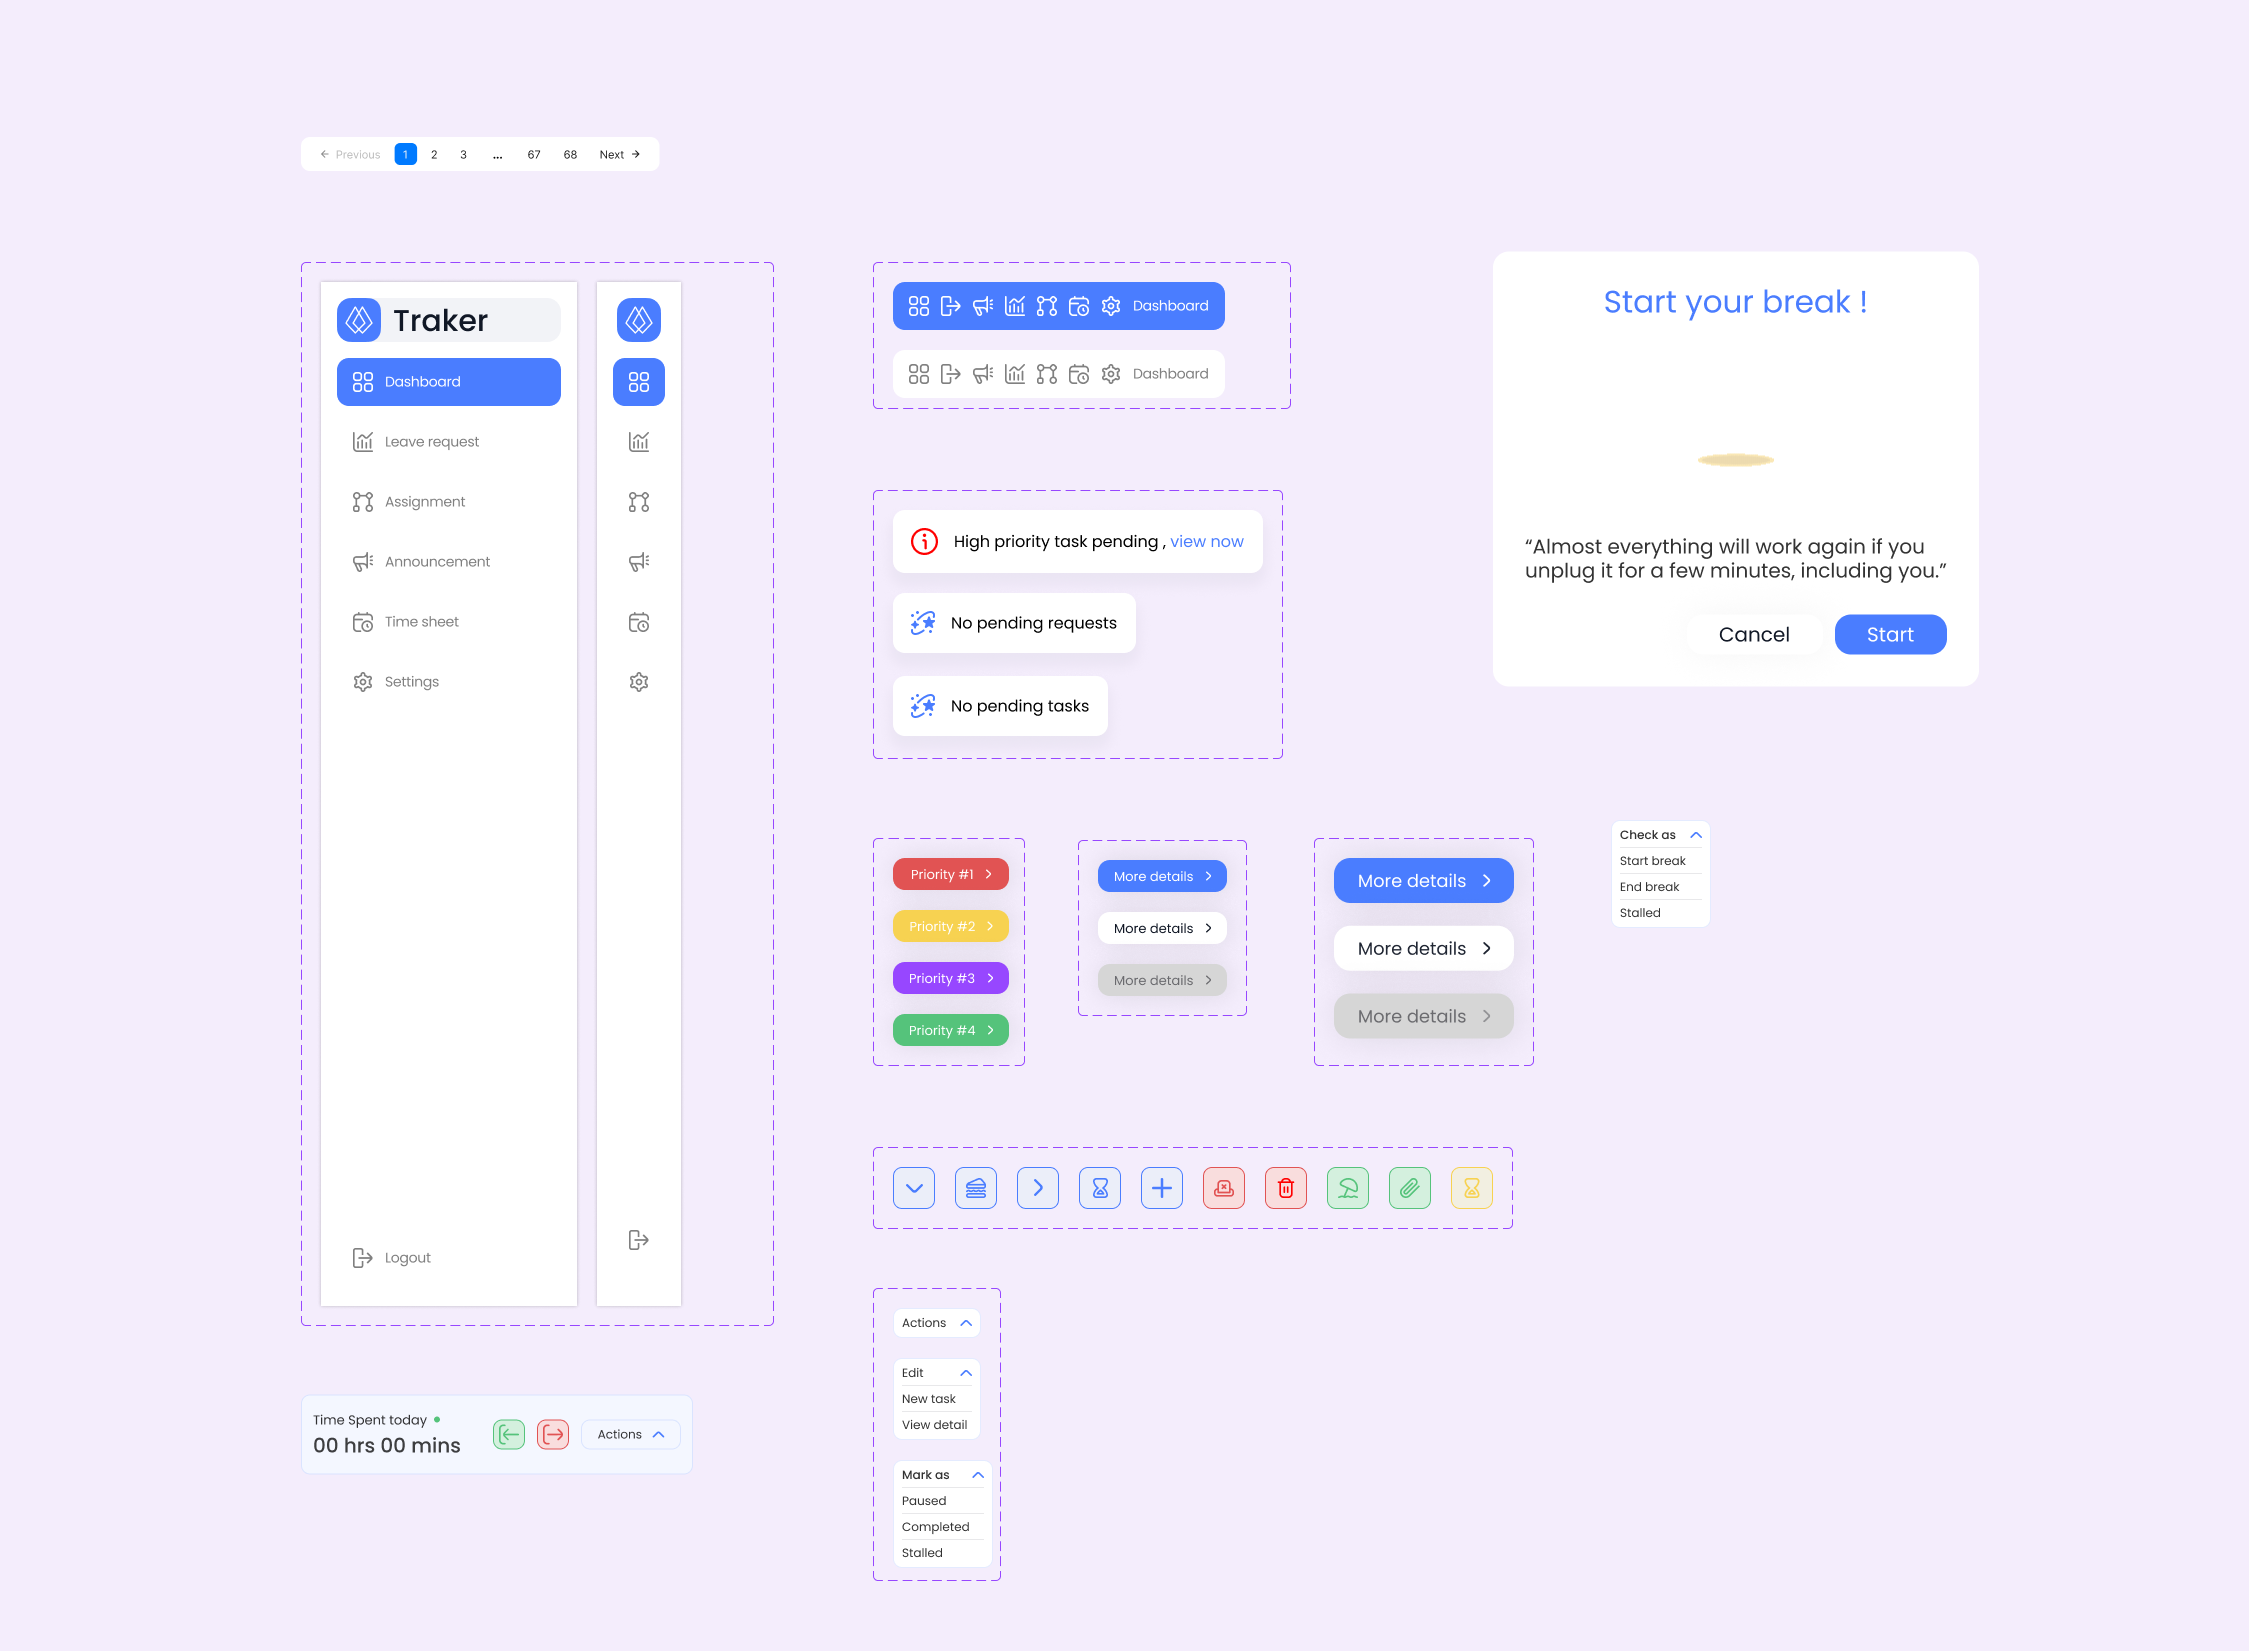 Previous 1 2 3 ... 67 68 Next
Traker
Dashboard
Leave request
Assignment
Announcement
Time sheet
Settings
Logout
Time Spent today
00 hrs 00 mins
Actions
Dashboard
Dashboard
High priority task pending , view now
No pending requests
No pending tasks
Priority #1
Priority #2
Priority #3
Priority #4
More details
More details
More details
More details
More details
More details
Actions
Edit
New task
View detail
Mark as
Paused
Completed
Stalled
Start your break !
“Almost everything will work again if you
unplug it for a few minutes, including you.”
Cancel
Start
Check as
Start break
End break
Stalled